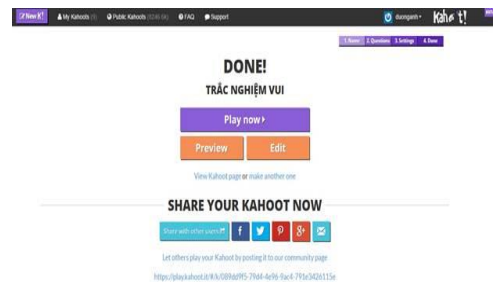 New K! My Kahoots Public Kahoots FAQ Support duonganh Kahoot!
1. Name 2. Questions 3. Settings 4. Done
DONE!
TRẮC NGHIỆM VUI
Play now
Preview Edit
View Kahoot page or make another one
SHARE YOUR KAHOOT NOW
Share with other users
Let others play your Kahoot by posting it to our community page